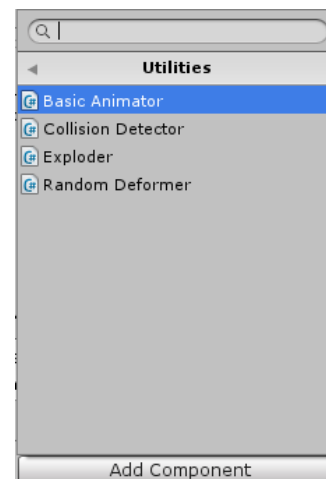 Utilities
Basic Animator
Collision Detector
Exploder
Random Deformer
Add Component